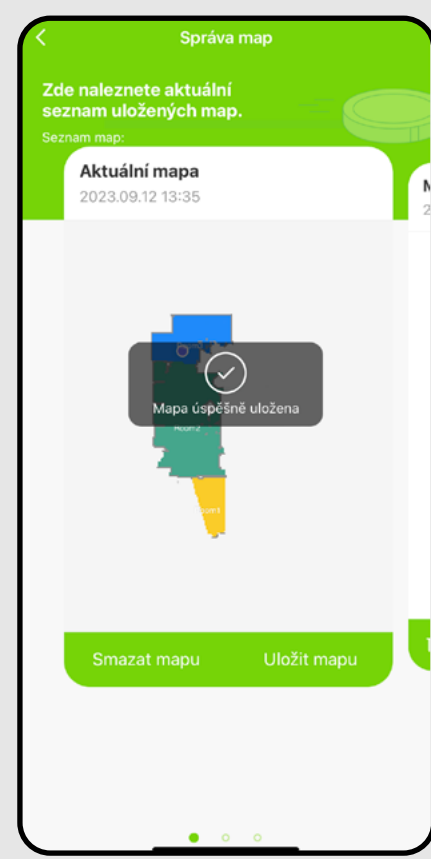 Správa map
Zde naleznete aktuální
seznam uložených map.
Seznam map:
Aktuální mapa
2023.09.12 13:35
Mapa úspěšně uložena
Room2
Smazat mapu
Uložit mapu